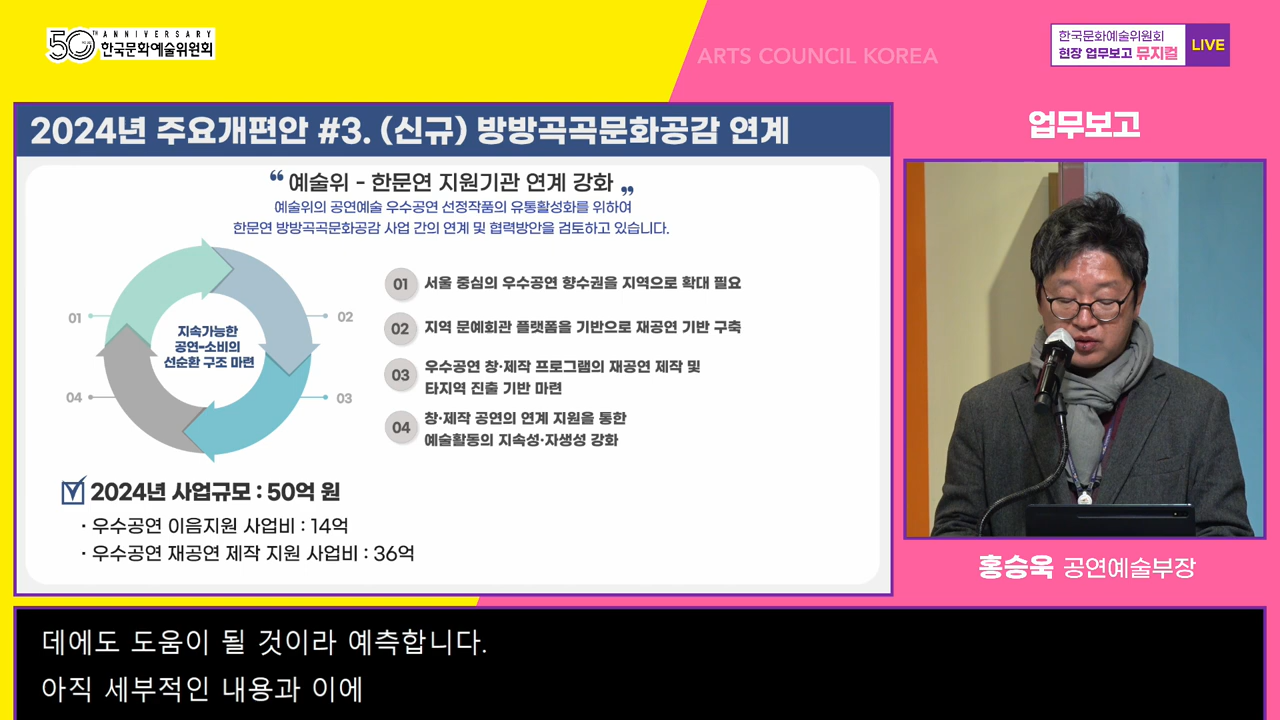 50TH ANNIVERSARY
한국문화예술위원회
ARTS COUNCIL KOREA
한국문화예술위원회
현장 업무보고 뮤지컬
LIVE
2024년 주요개편안 #3. (신규) 방방곡곡문화공감 연계
업무보고
“ 예술위 - 한문연 지원기관 연계 강화 ”
예술위의 공연예술 우수공연 선정작품의 유통활성화를 위하여
한문연 방방곡곡문화공감 사업 간의 연계 및 협력방안을 검토하고 있습니다.
01
02
03
04
지속가능한
공연-소비의
선순환 구조 마련
01 서울 중심의 우수공연 향수권을 지역으로 확대 필요
02 지역 문예회관 플랫폼을 기반으로 재공연 기반 구축
03 우수공연 창·제작 프로그램의 재공연 제작 및
타지역 진출 기반 마련
04 창·제작 공연의 연계 지원을 통한
예술활동의 지속성·자생성 강화
2024년 사업규모 : 50억 원
· 우수공연 이음지원 사업비 : 14억
· 우수공연 재공연 제작 지원 사업비 : 36억
홍승욱 공연예술부장
데에도 도움이 될 것이라 예측합니다.
아직 세부적인 내용과 이에